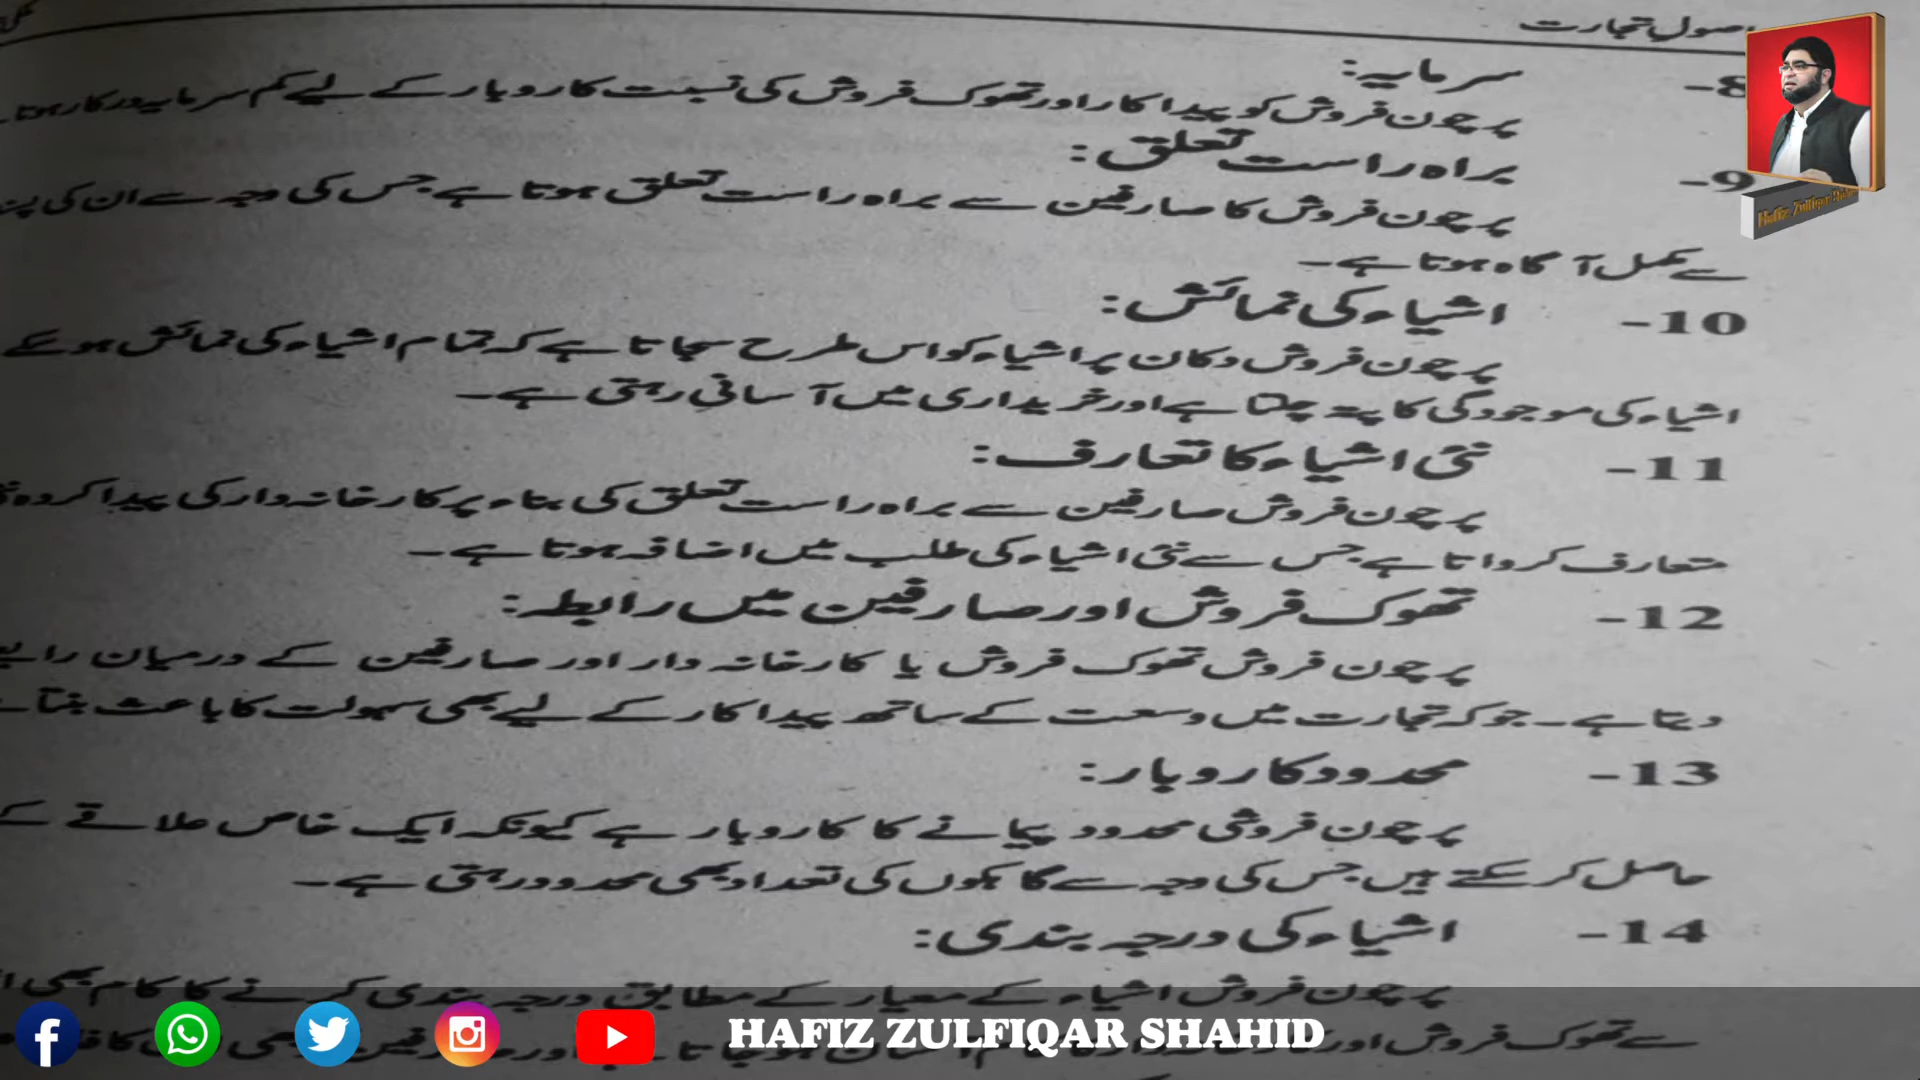 اصول تجارت
8- سرمایہ:
پرچون فروش کو پیدا کار اور تھوک فروش کی نسبت کاروبار کے لیے کم سرمایہ درکار ہوتا
9- براہ راست تعلق:
پرچون فروش کا صارفین سے براہ راست تعلق ہوتا ہے جس کی وجہ سے ان کی
سے مکمل آگاہ ہوتا ہے۔
10- اشیاء کی نمائش:
پرچون فروش دکان پر اشیاء کو اس طرح سجاتا ہے کہ تمام اشیاء کی نمائش ہو سکے
اشیاء کی موجودگی کا پتہ چلتا ہے اور خریداری میں آسانی رہتی ہے۔
11- نئی اشیاء کا تعارف:
پرچون فروش صارفین سے براہ راست تعلق کی بناء پر کارخانہ دار کی پیدا کردہ
متعارف کرواتا ہے جس سے نئی اشیاء کی طلب میں اضافہ ہوتا ہے۔
12- تھوک فروش اور صارفین میں رابطہ:
پرچون فروش تھوک فروش یا کارخانہ دار اور صارفین کے درمیان
دیتا ہے۔ جو کہ تجارت میں وسعت کے ساتھ پیدا کار کے لیے بھی سہولت کا باعث بنتا
13- محدود کاروبار:
پرچون فروشی محدود پیمانے کا کاروبار ہے کیونکہ ایک خاص علاقے کے
حاصل کر سکتے ہیں جس کی وجہ سے گاہکوں کی تعداد بھی محدود رہتی ہے۔
14- اشیاء کی درجہ بندی:
پرچون فروش اشیاء کے معیار کے مطابق درجہ بندی کرنے کا کام بھی
سے تھوک فروش اور
HAFIZ ZULFIQAR SHAHID
Hafiz Zulfiqar